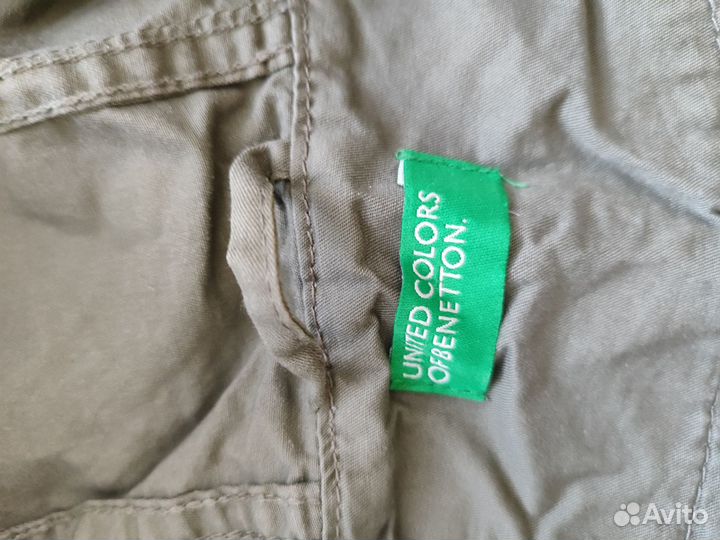 UNITED COLORS
OF BENETTON.
Avito